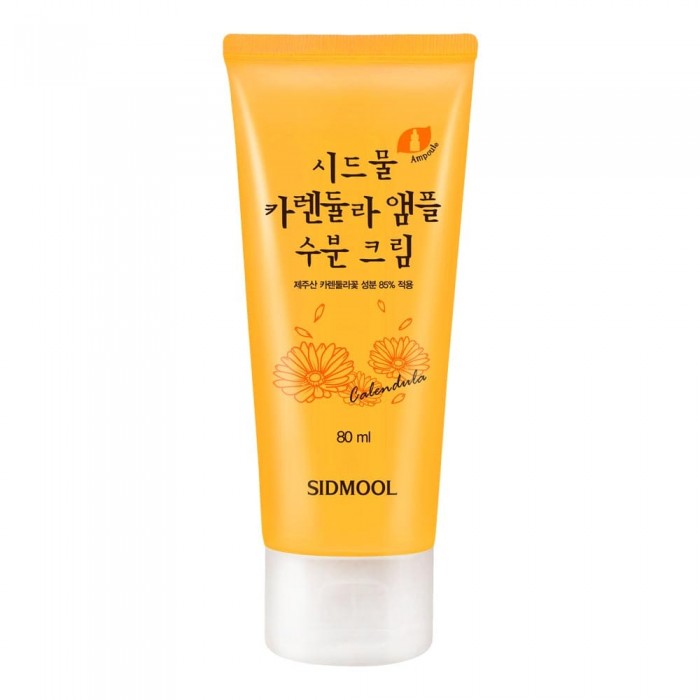 Ampoule
시드물
카렌듈라 앰플
수분 크림
제주산 카렌듈라꽃 성분 85% 적용
Calendula
80 ml
SIDMOOL